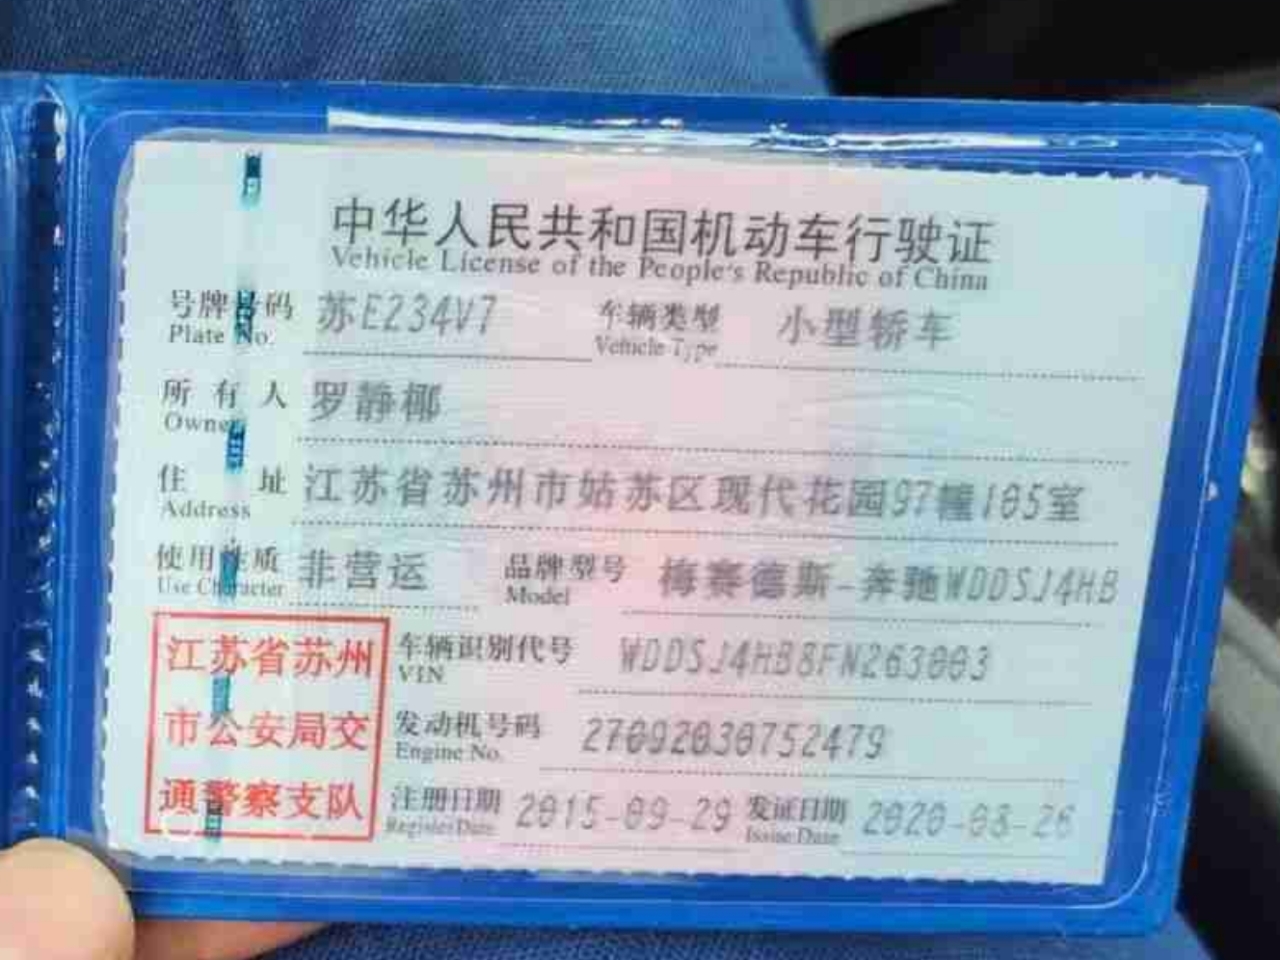 中华人民共和国机动车行驶证
Vehicle License of the People's Republic of China
号牌号码 苏E234V7 车辆类型 小型轿车
Plate No. Vehicle Type
所有人 罗静椰
Owner
住址 江苏省苏州市姑苏区现代花园97幢105室
Address
使用性质 非营运 品牌型号 梅赛德斯-奔驰WDDSJ4HB
Use Character Model
江苏省苏州
市公安局交
通警察支队
车辆识别代号 WDDSJ4HB8FN263003
VIN
发动机号码 27092030752479
Engine No.
注册日期 2015-09-29 发证日期 2020-08-26
Register Date Issue Date